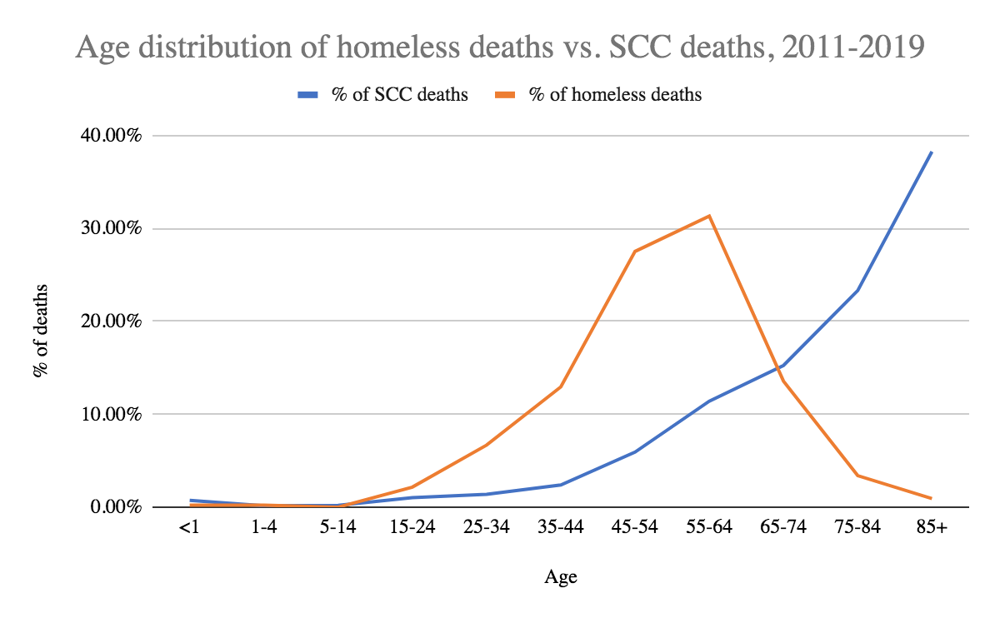 Age distribution of homeless deaths vs. SCC deaths, 2011-2019
% of SCC deaths % of homeless deaths
40.00%
30.00%
20.00%
10.00%
0.00%
% of deaths
<1 1-4 5-14 15-24 25-34 35-44 45-54 55-64 65-74 75-84 85+
Age